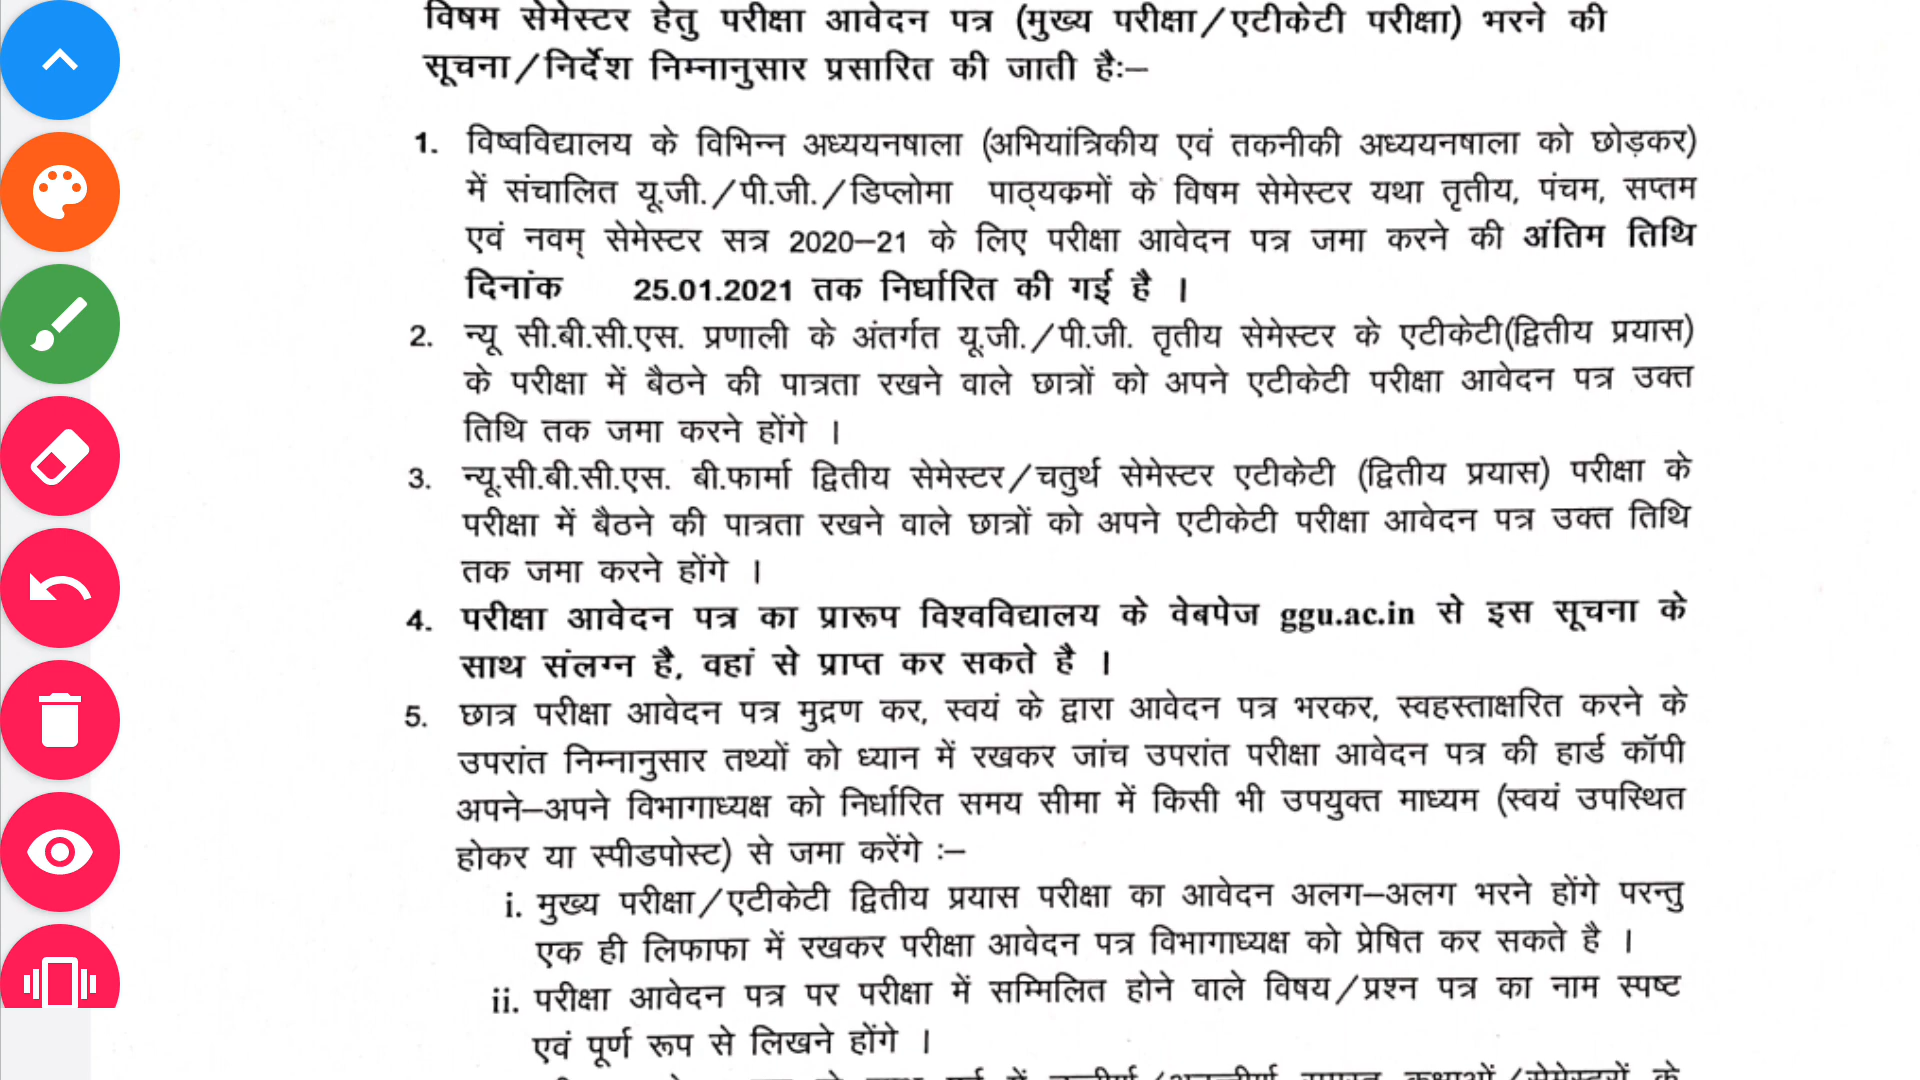 विषम सेमेस्टर हेतु परीक्षा आवेदन पत्र (मुख्य परीक्षा/एटीकेटी परीक्षा) भरने की
सूचना/निर्देश निम्नानुसार प्रसारित की जाती हैः–
1. विष्वविद्यालय के विभिन्न अध्ययनषाला (अभियांत्रिकीय एवं तकनीकी अध्ययनषाला को छोड़कर)
में संचालित यू.जी./पी.जी./डिप्लोमा पाठ्यकमों के विषम सेमेस्टर यथा तृतीय, पंचम, सप्तम
एवं नवम् सेमेस्टर सत्र 2020–21 के लिए परीक्षा आवेदन पत्र जमा करने की अंतिम तिथि
दिनांक 25.01.2021 तक निर्धारित की गई है ।
2. न्यू सी.बी.सी.एस. प्रणाली के अंतर्गत यू.जी./पी.जी. तृतीय सेमेस्टर के एटीकेटी(द्वितीय प्रयास)
के परीक्षा में बैठने की पात्रता रखने वाले छात्रों को अपने एटीकेटी परीक्षा आवेदन पत्र उक्त
तिथि तक जमा करने होंगे ।
3. न्यू.सी.बी.सी.एस. बी.फार्मा द्वितीय सेमेस्टर/चतुर्थ सेमेस्टर एटीकेटी (द्वितीय प्रयास) परीक्षा के
परीक्षा में बैठने की पात्रता रखने वाले छात्रों को अपने एटीकेटी परीक्षा आवेदन पत्र उक्त तिथि
तक जमा करने होंगे ।
4. परीक्षा आवेदन पत्र का प्रारूप विश्वविद्यालय के वेबपेज ggu.ac.in से इस सूचना के
साथ संलग्न है, वहां से प्राप्त कर सकते है ।
5. छात्र परीक्षा आवेदन पत्र मुद्रण कर, स्वयं के द्वारा आवेदन पत्र भरकर, स्वहस्ताक्षरित करने के
उपरांत निम्नानुसार तथ्यों को ध्यान में रखकर जांच उपरांत परीक्षा आवेदन पत्र की हार्ड कॉपी
अपने–अपने विभागाध्यक्ष को निर्धारित समय सीमा में किसी भी उपयुक्त माध्यम (स्वयं उपस्थित
होकर या स्पीडपोस्ट) से जमा करेंगे :–
i. मुख्य परीक्षा/एटीकेटी द्वितीय प्रयास परीक्षा का आवेदन अलग–अलग भरने होंगे परन्तु
एक ही लिफाफा में रखकर परीक्षा आवेदन पत्र विभागाध्यक्ष को प्रेषित कर सकते है ।
ii. परीक्षा आवेदन पत्र पर परीक्षा में सम्मिलित होने वाले विषय/प्रश्न पत्र का नाम स्पष्ट
एवं पूर्ण रूप से लिखने होंगे ।